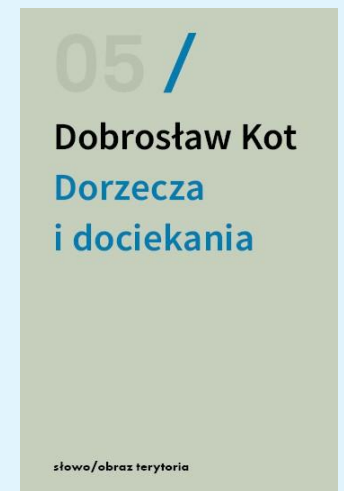 05 /
Dobrosław Kot
Dorzecza
i dociekania
słowo/obraz terytoria